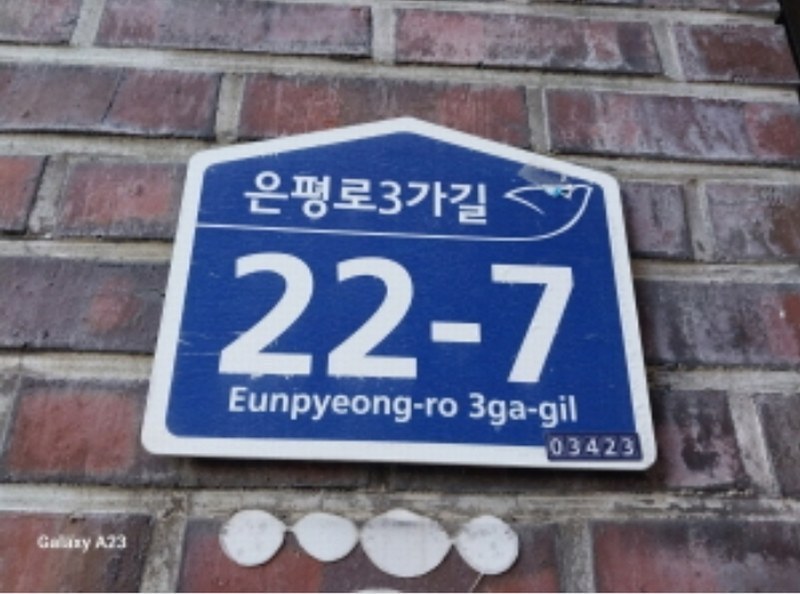 은평로3가길
22-7
Eunpyeong-ro 3ga-gil
03423
Galaxy A23